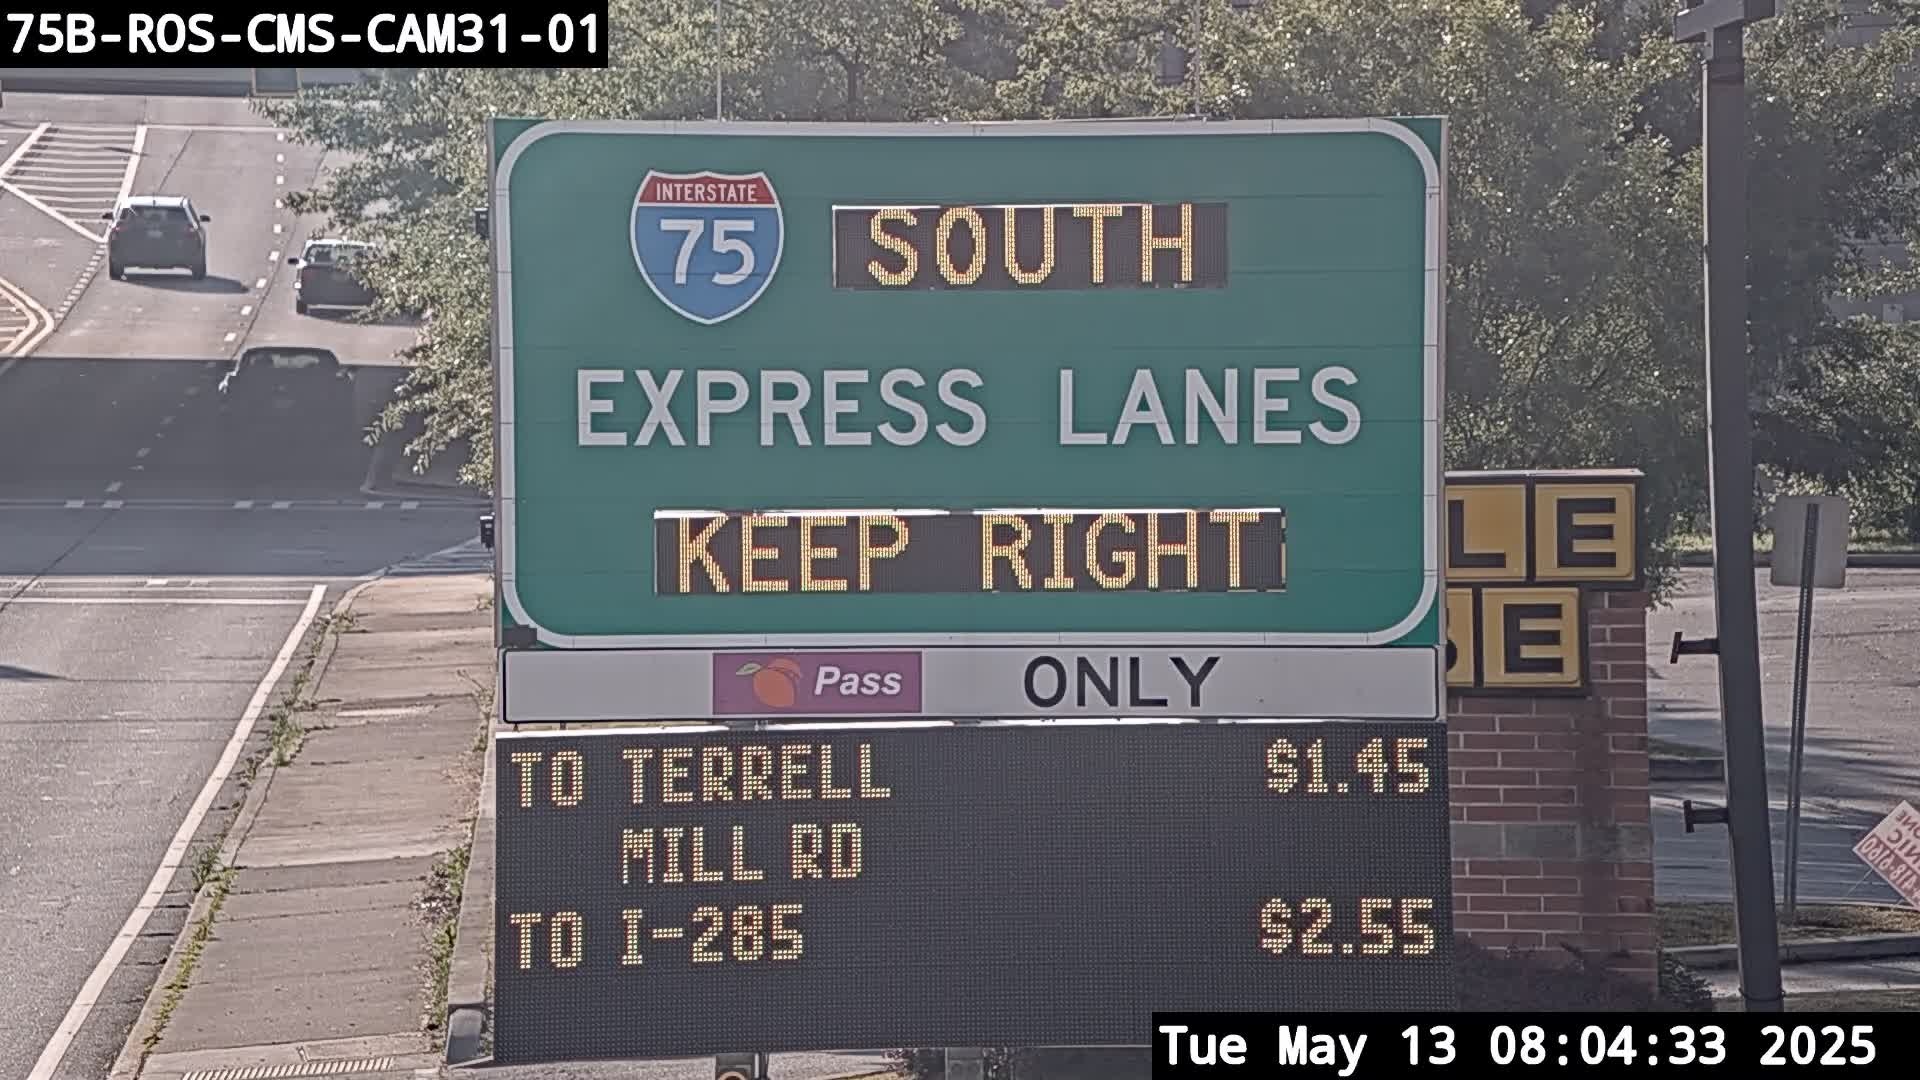 75B-ROS-CMS-CAM31-01
INTERSTATE
75
SOUTH
EXPRESS LANES
KEEP RIGHT
Pass ONLY
TO TERRELL $1.45
MILL RD
TO I-285 $2.55
LE
E
Tue May 13 08:04:33 2025